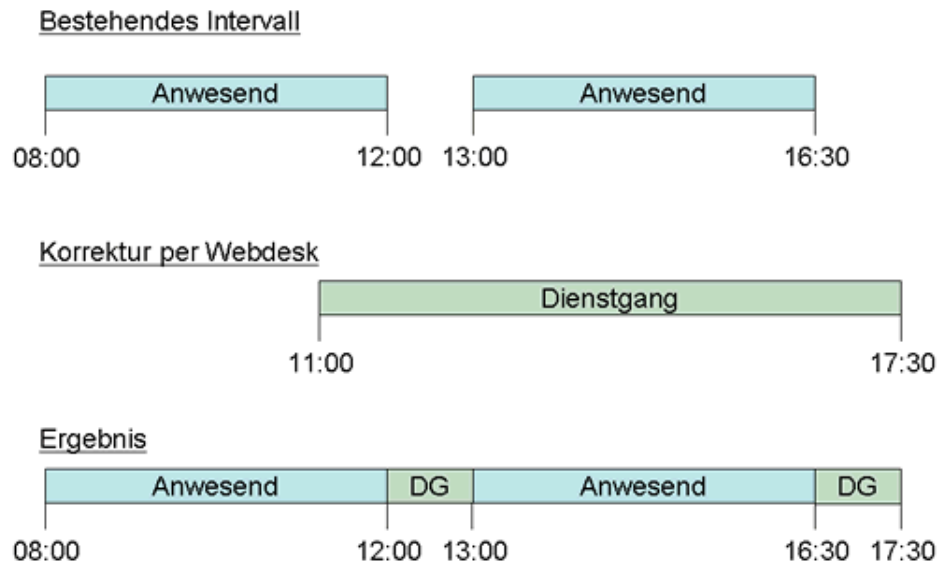 Bestehendes Intervall
Anwesend Anwesend
08:00 12:00 13:00 16:30
Korrektur per Webdesk
Dienstgang
11:00 17:30
Ergebnis
Anwesend DG Anwesend DG
08:00 12:00 13:00 16:30 17:30